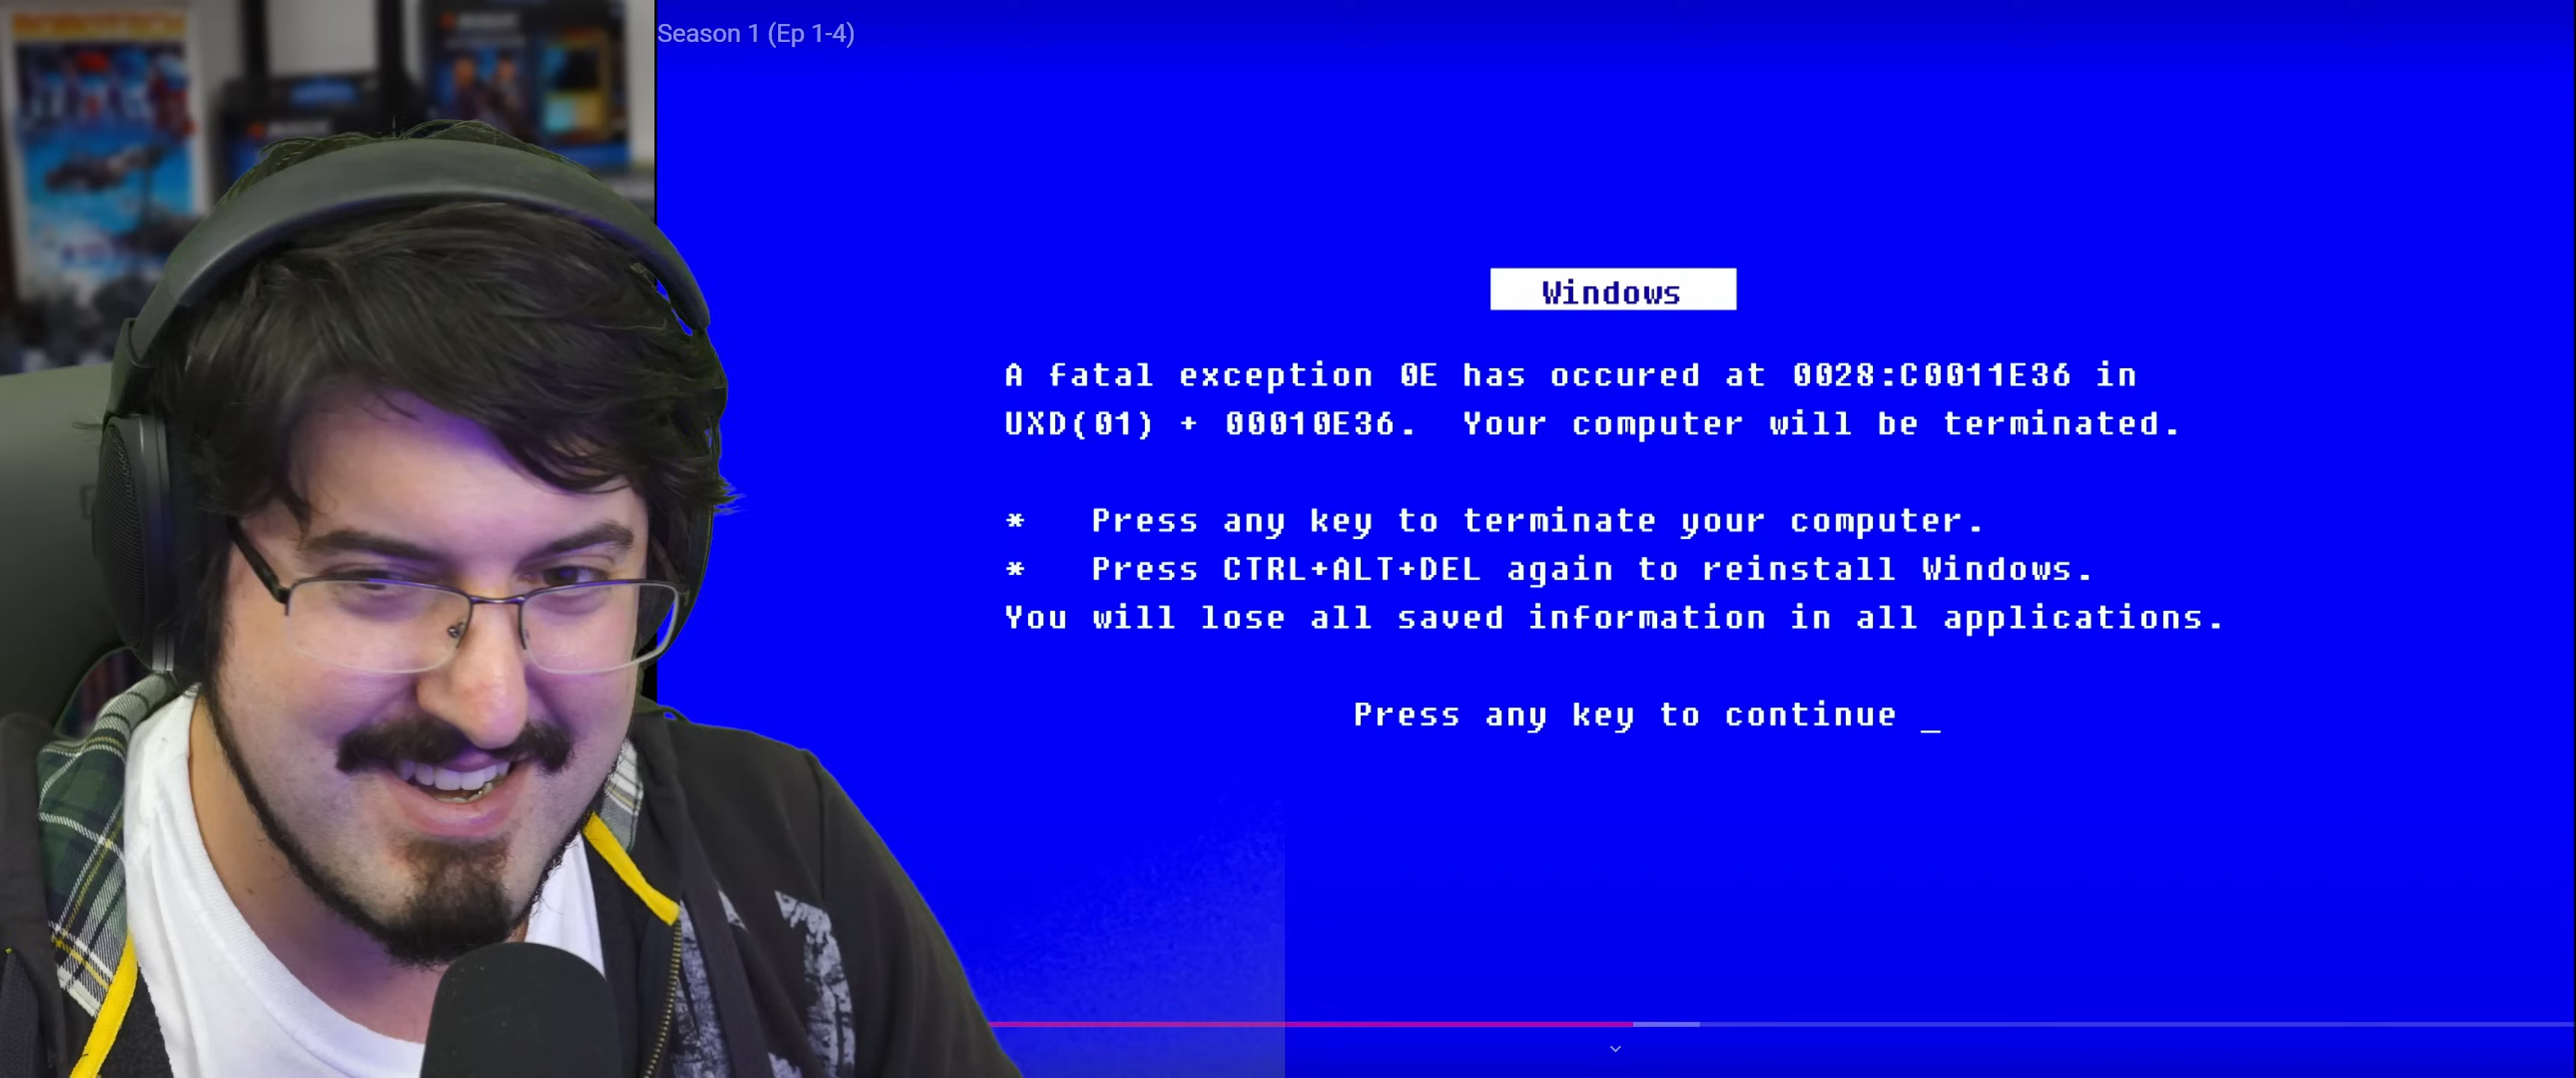 Season 1 (Ep 1-4)
Windows
A fatal exception 0E has occured at 0028:C0011E36 in
UXD(01) + 00010E36. Your computer will be terminated.
* Press any key to terminate your computer.
* Press CTRL+ALT+DEL again to reinstall Windows.
You will lose all saved information in all applications.
Press any key to continue _